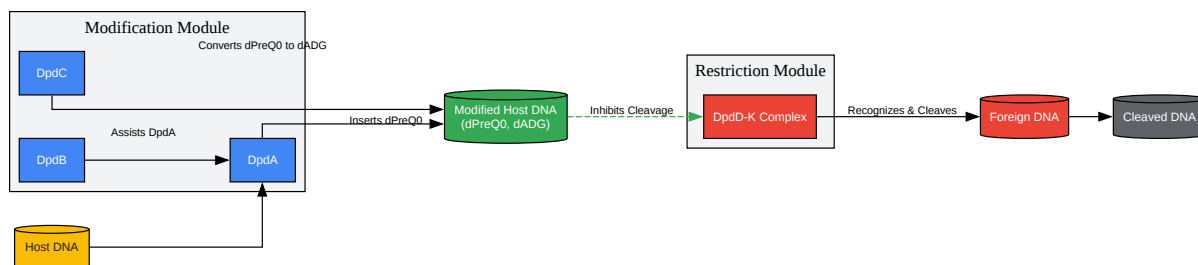 Modification Module
Converts dPreQ0 to dADG
DpdC
Assists DpdA
DpdB
DpdA
Host DNA
Inserts dPreQ0
Modified Host DNA
(dPreQ0, dADG)
Inhibits Cleavage
Restriction Module
DpdD-K Complex
Recognizes & Cleaves
Foreign DNA
Cleaved DNA